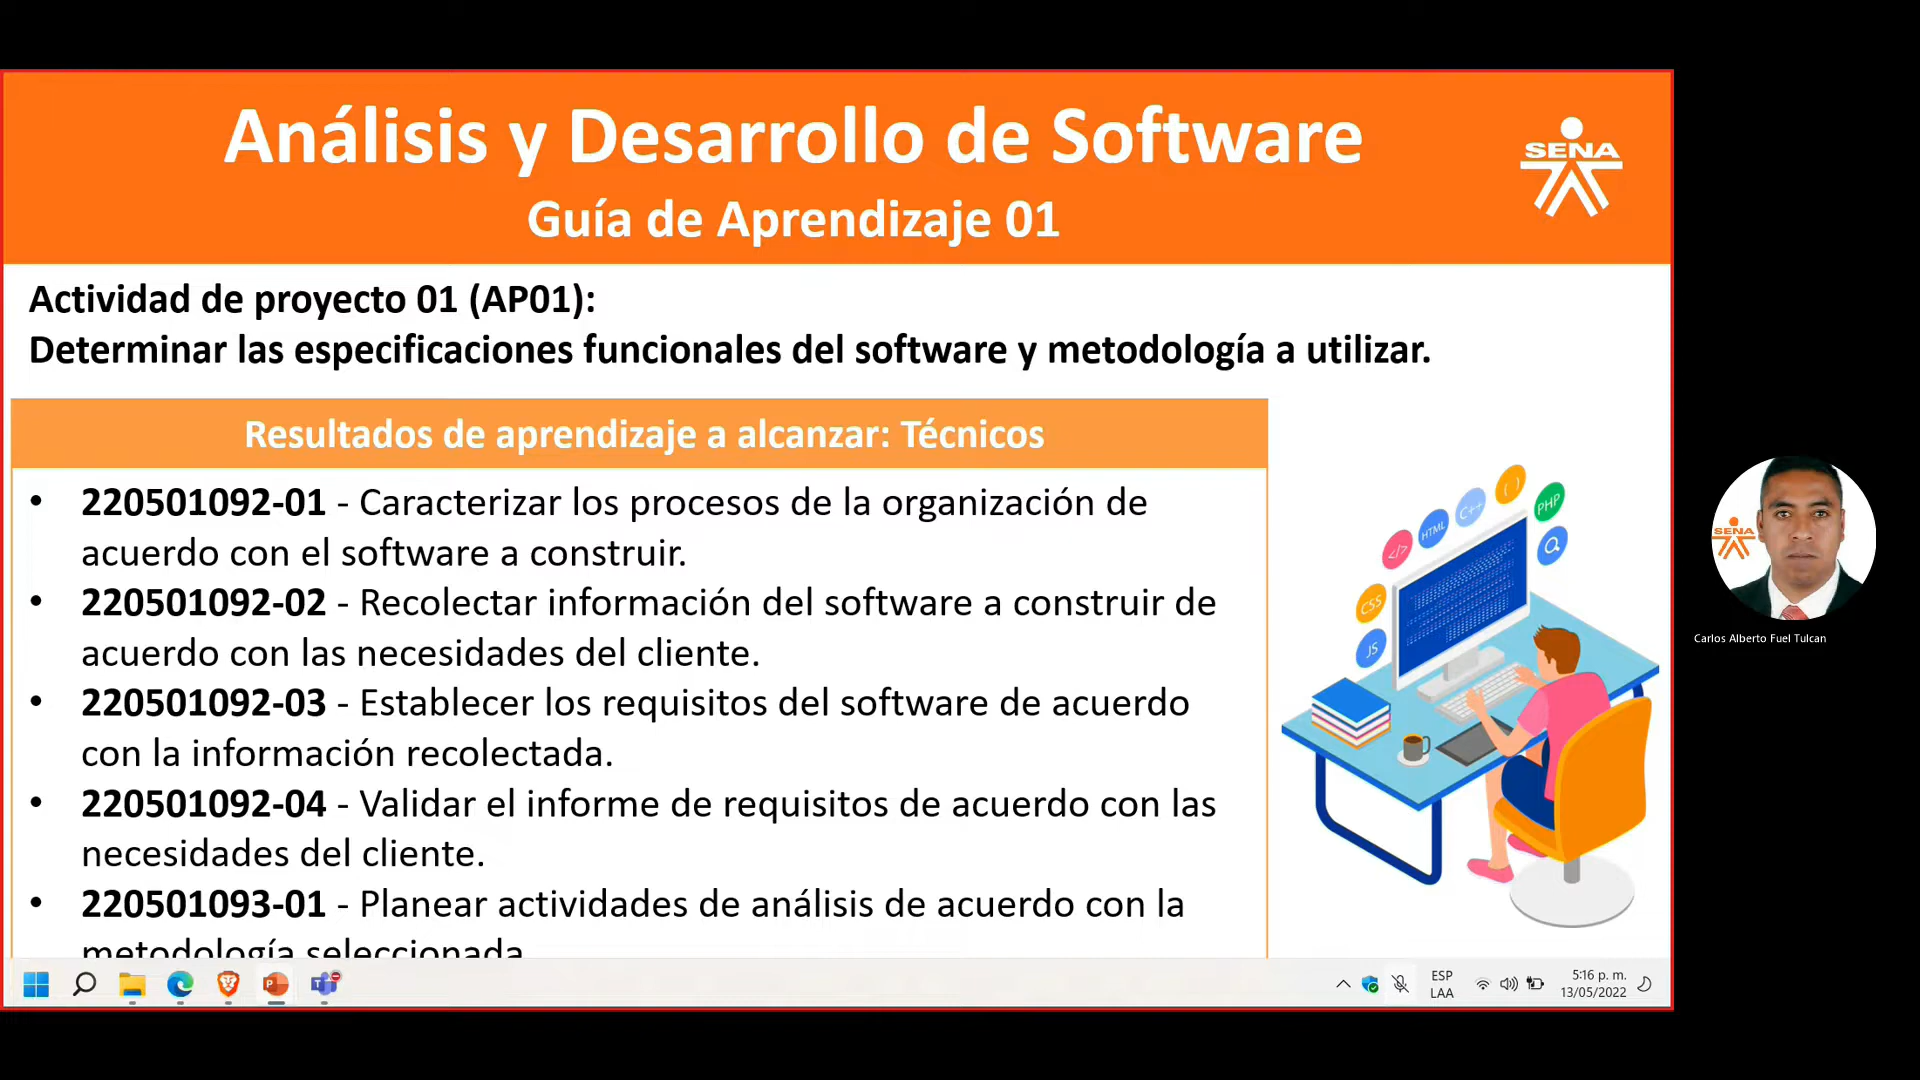 Análisis y Desarrollo de Software
Guía de Aprendizaje 01
SENA
Actividad de proyecto 01 (AP01):
Determinar las especificaciones funcionales del software y metodología a utilizar.
Resultados de aprendizaje a alcanzar: Técnicos
• 220501092-01 - Caracterizar los procesos de la organización de
acuerdo con el software a construir.
• 220501092-02 - Recolectar información del software a construir de
acuerdo con las necesidades del cliente.
• 220501092-03 - Establecer los requisitos del software de acuerdo
con la información recolectada.
• 220501092-04 - Validar el informe de requisitos de acuerdo con las
necesidades del cliente.
• 220501093-01 - Planear actividades de análisis de acuerdo con la
metodología seleccionada
JS
CSS
</>
HTML
C++
( )
PHP
SENA
Carlos Alberto Fuel Tulcan
ESP
LAA
5:16 p. m.
13/05/2022